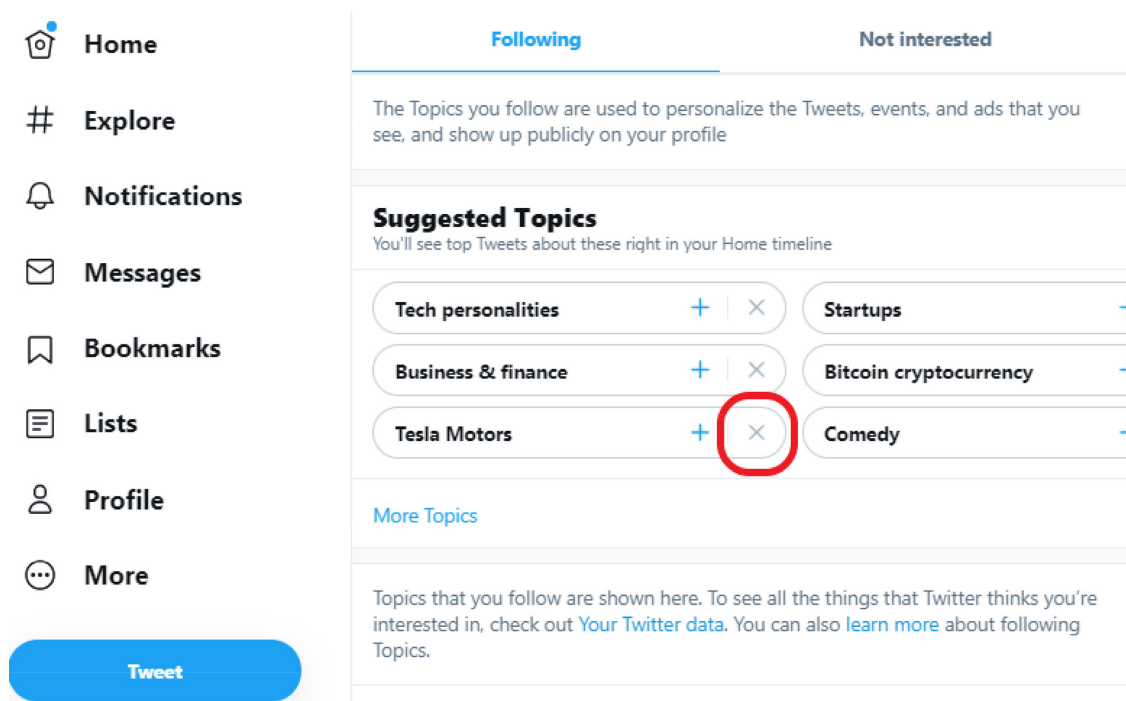 Home
Explore
Notifications
Messages
Bookmarks
Lists
Profile
More
Tweet
Following
Not interested
The Topics you follow are used to personalize the Tweets, events, and ads that you
see, and show up publicly on your profile
Suggested Topics
You'll see top Tweets about these right in your Home timeline
Tech personalities
Startups
Business & finance
Bitcoin cryptocurrency
Tesla Motors
Comedy
More Topics
Topics that you follow are shown here. To see all the things that Twitter thinks you're
interested in, check out Your Twitter data. You can also learn more about following
Topics.